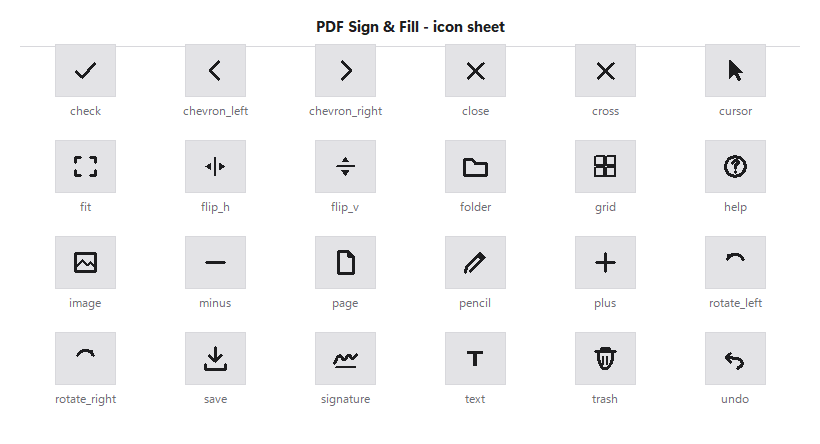 PDF Sign & Fill - icon sheet
check chevron_left chevron_right close cross cursor
fit flip_h flip_v folder grid help
image minus page pencil plus rotate_left
T
rotate_right save signature text trash undo